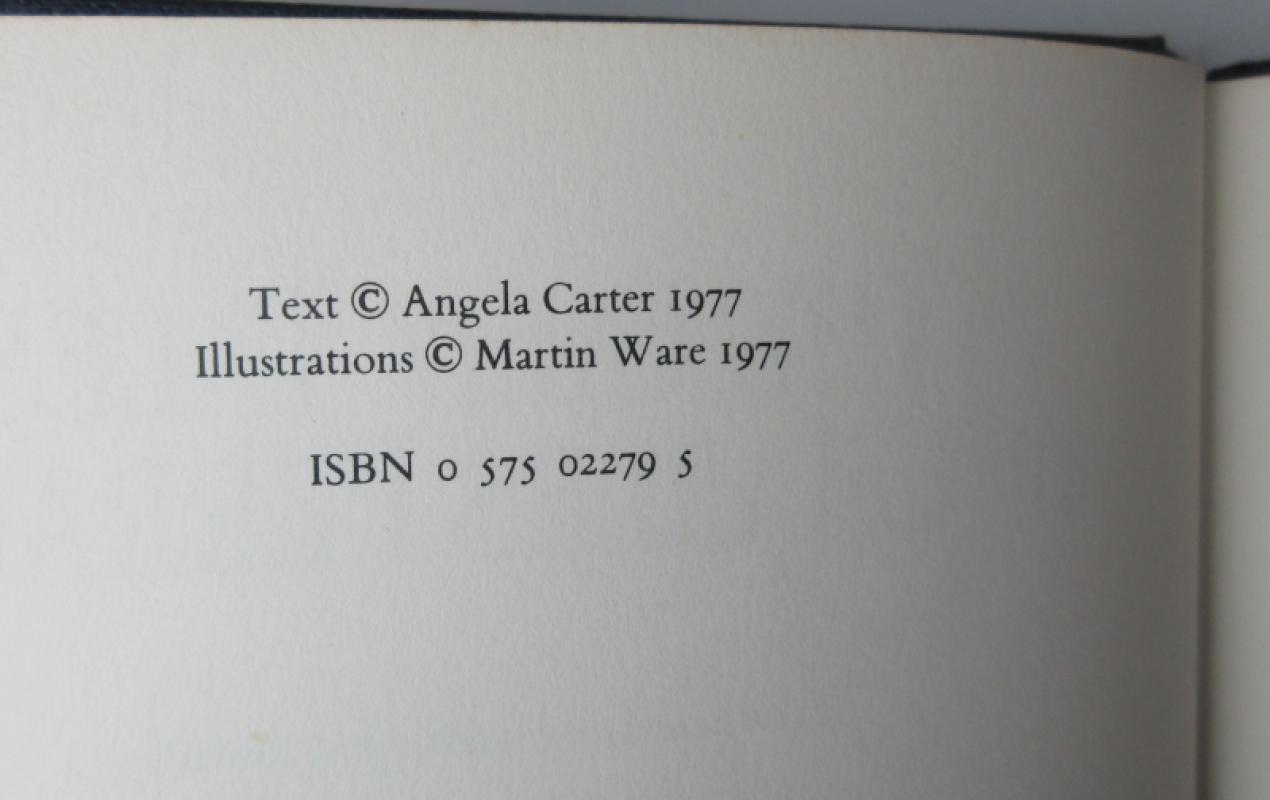 Text © Angela Carter 1977
Illustrations © Martin Ware 1977
ISBN 0 575 02279 5